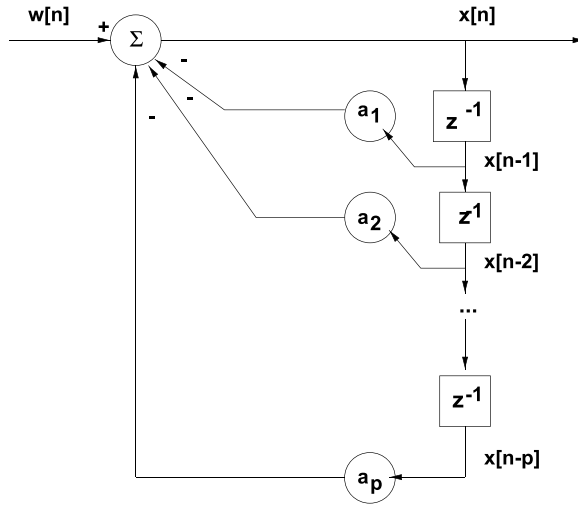 w[n]
x[n]
+
Σ
-
-
-
a1
z -1
x[n-1]
a2
z-1
x[n-2]
...
z-1
x[n-p]
ap